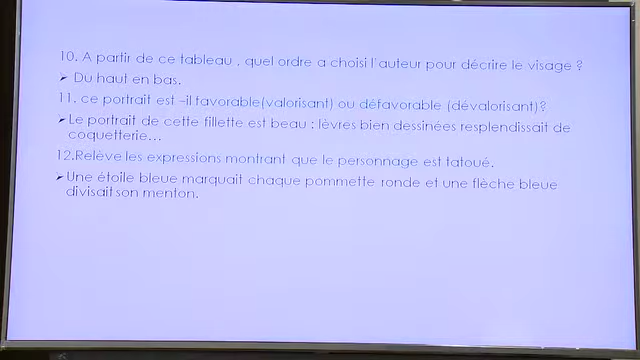 10. A partir de ce tableau , quel ordre a choisi l'auteur pour décrire le visage ?
➤ Du haut en bas.
11. ce portrait est –il favorable(valorisant) ou défavorable (dévalorisant)?
➤Le portrait de cette fillette est beau : lèvres bien dessinées resplendissait de
coquetterie…
12.Relève les expressions montrant que le personnage est tatoué.
➤Une étoile bleue marquait chaque pommette ronde et une flèche bleue
divisait son menton.